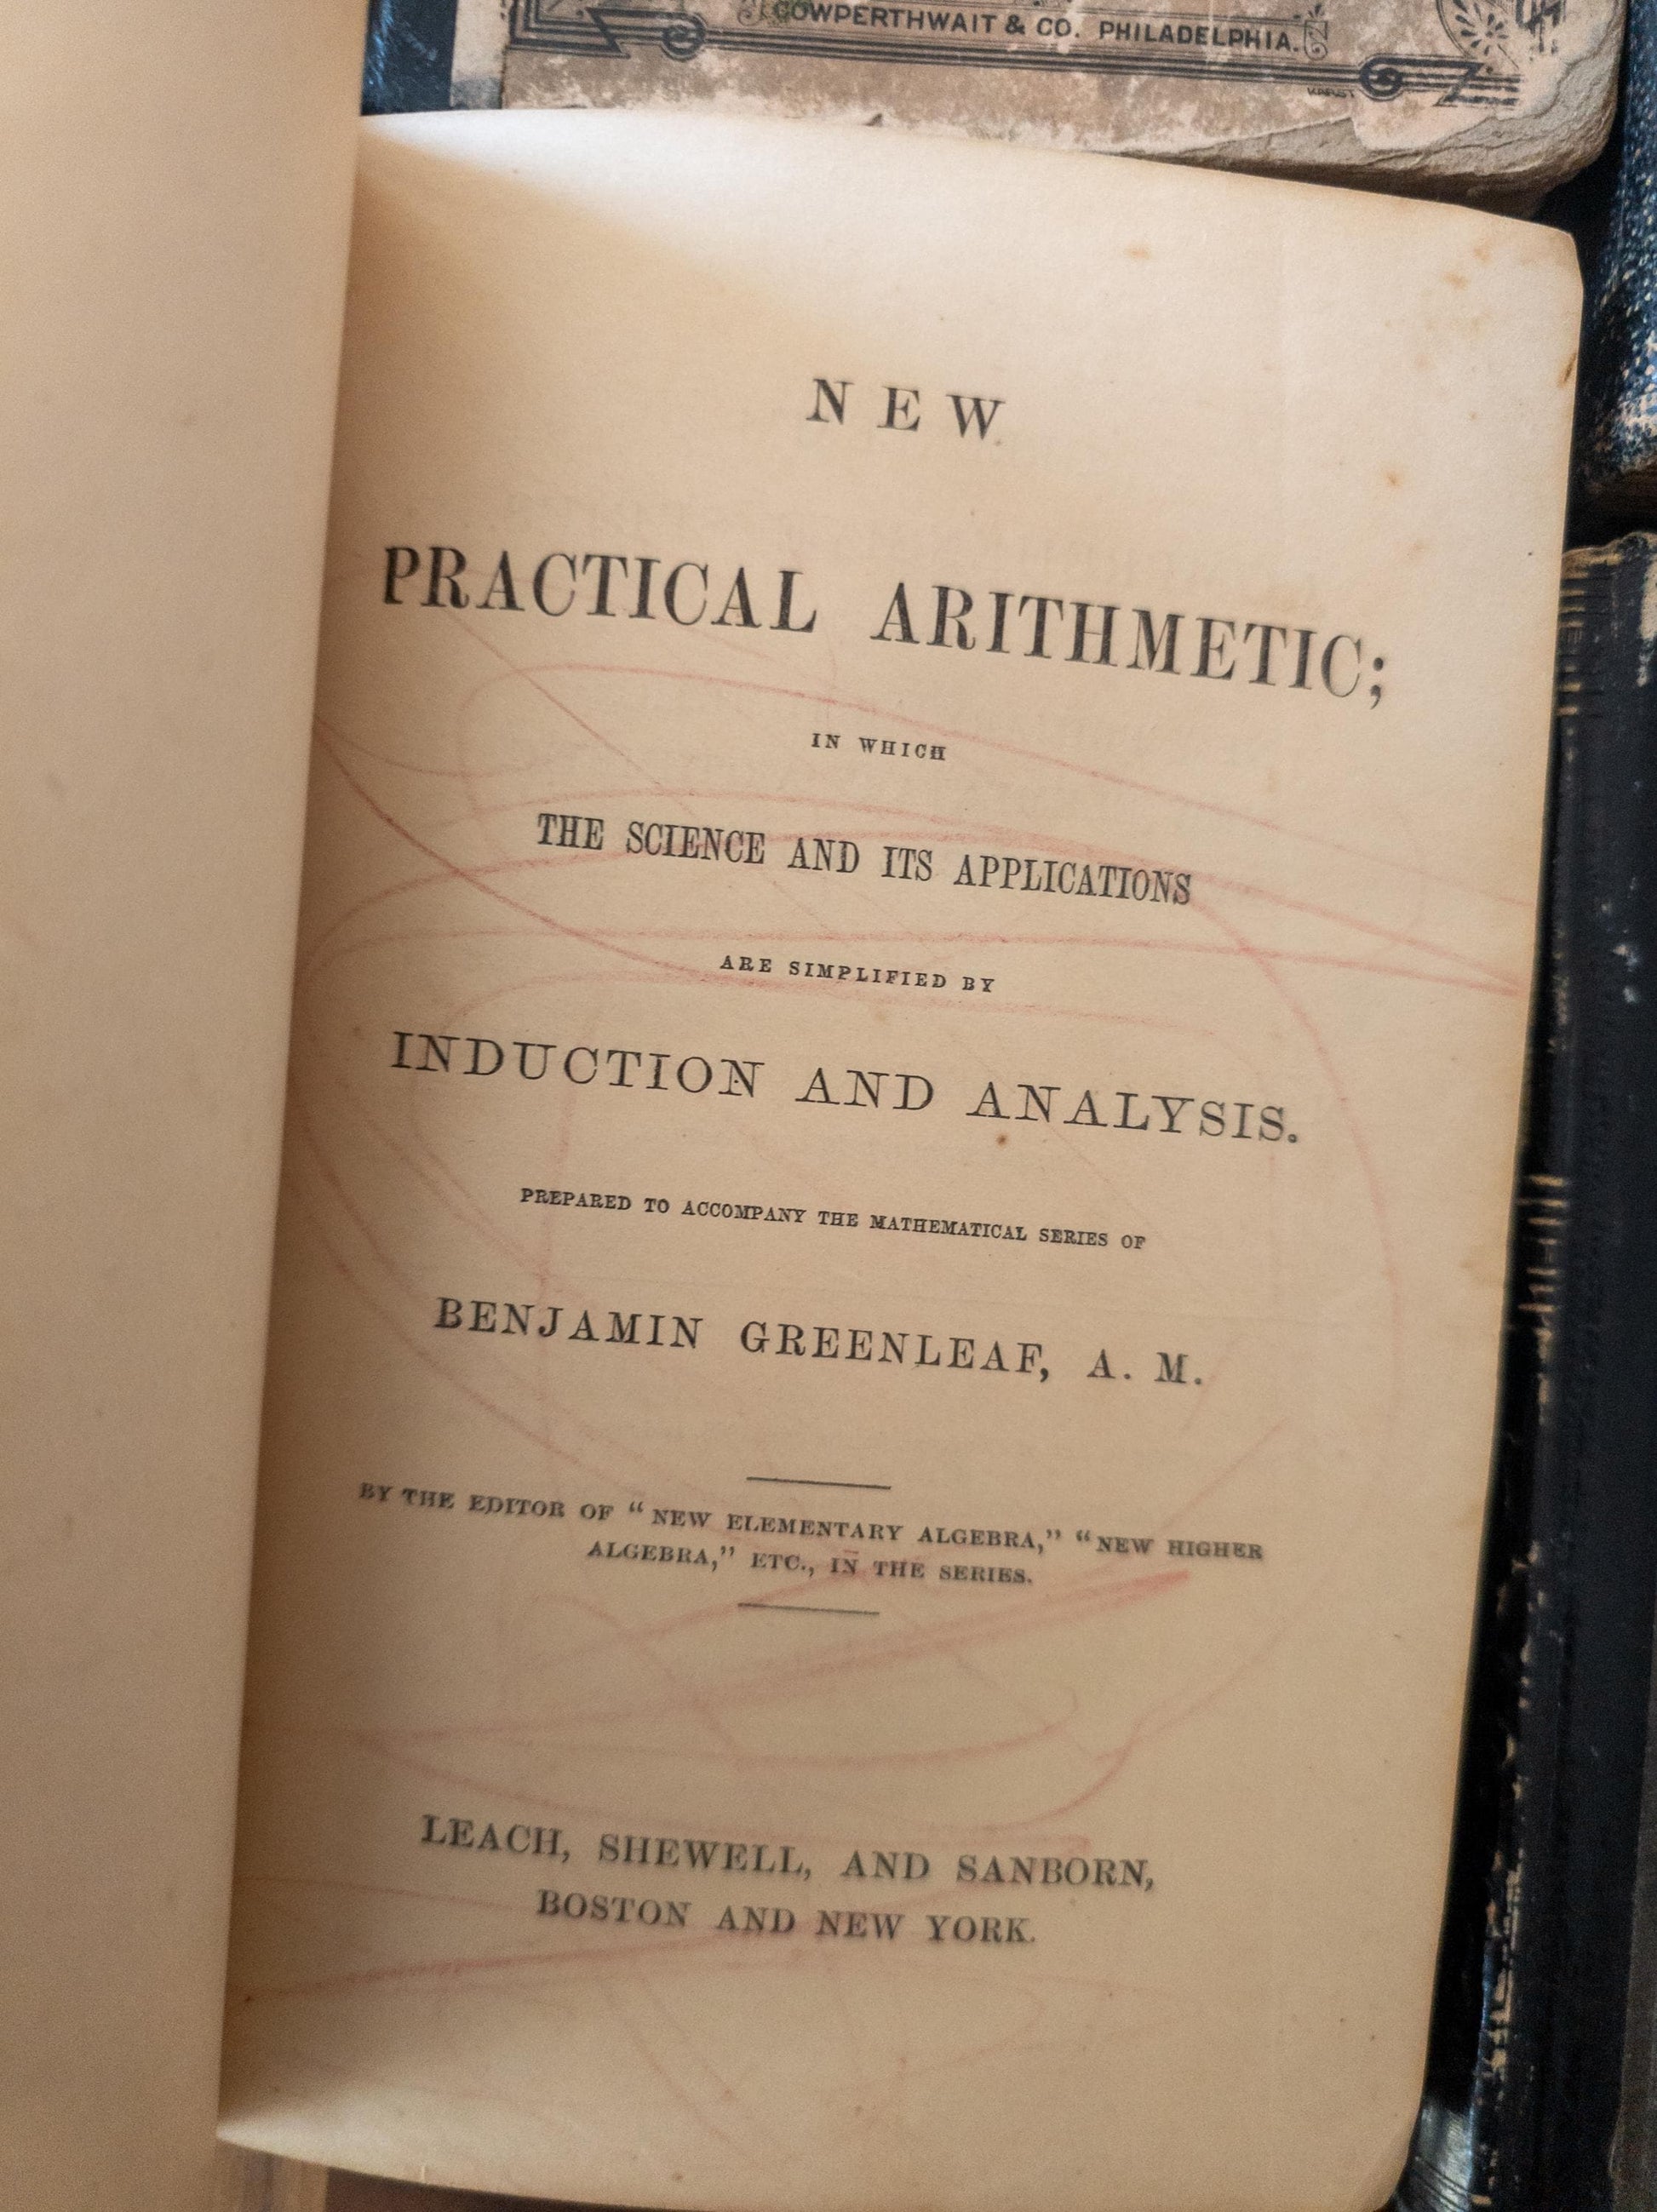 COWPERTHWAIT & CO. PHILADELPHIA.
NEW
PRACTICAL ARITHMETIC;
IN WHICH
THE SCIENCE AND ITS APPLICATIONS
ARE SIMPLIFIED BY
INDUCTION AND ANALYSIS.
PREPARED TO ACCOMPANY THE MATHEMATICAL SERIES OF
BENJAMIN GREENLEAF, A. M.
BY THE EDITOR OF "NEW ELEMENTARY ALGEBRA," "NEW HIGHER
ALGEBRA," ETC., IN THE SERIES.
LEACH, SHEWELL, AND SANBORN,
BOSTON AND NEW YORK.